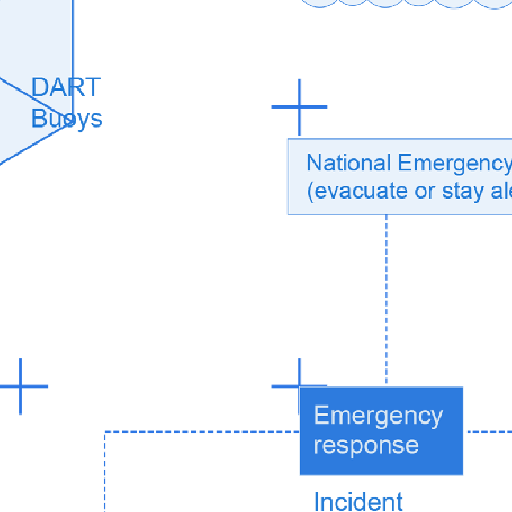 DART
Buoys
National Emergency
(evacuate or stay
Emergency
response
Incident